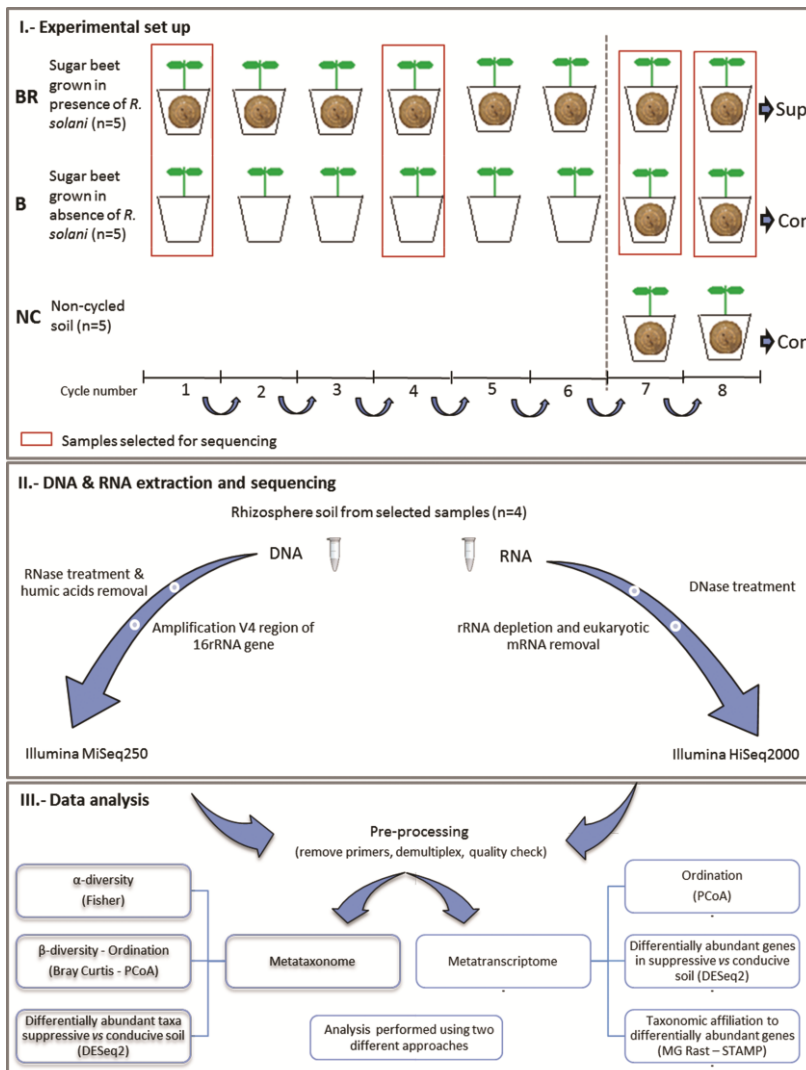 I.- Experimental set up
BR
Sugar beet
grown in
presence of R.
solani (n=5)
Sup
B
Sugar beet
grown in
absence of R.
solani (n=5)
Cor
NC
Non-cycled
soil (n=5)
Cor
Cycle number
1 2 3 4 5 6 7 8
Samples selected for sequencing
II.- DNA & RNA extraction and sequencing
Rhizosphere soil from selected samples (n=4)
DNA
RNA
RNase treatment &
humic acids removal
DNase treatment
Amplification V4 region of
16rRNA gene
rRNA depletion and eukaryotic
mRNA removal
Illumina MiSeq250
Illumina HiSeq2000
III.- Data analysis
Pre-processing
(remove primers, demultiplex, quality check)
α-diversity
(Fisher)
β-diversity - Ordination
(Bray Curtis - PCoA)
Differentially abundant taxa
suppressive vs conducive soil
(DESeq2)
Metataxonome
Metatranscriptome
Analysis performed using two
different approaches
Ordination
(PCoA)
Differentially abundant genes
in suppressive vs conducive
soil (DESeq2)
Taxonomic affiliation to
differentially abundant genes
(MG Rast – STAMP)